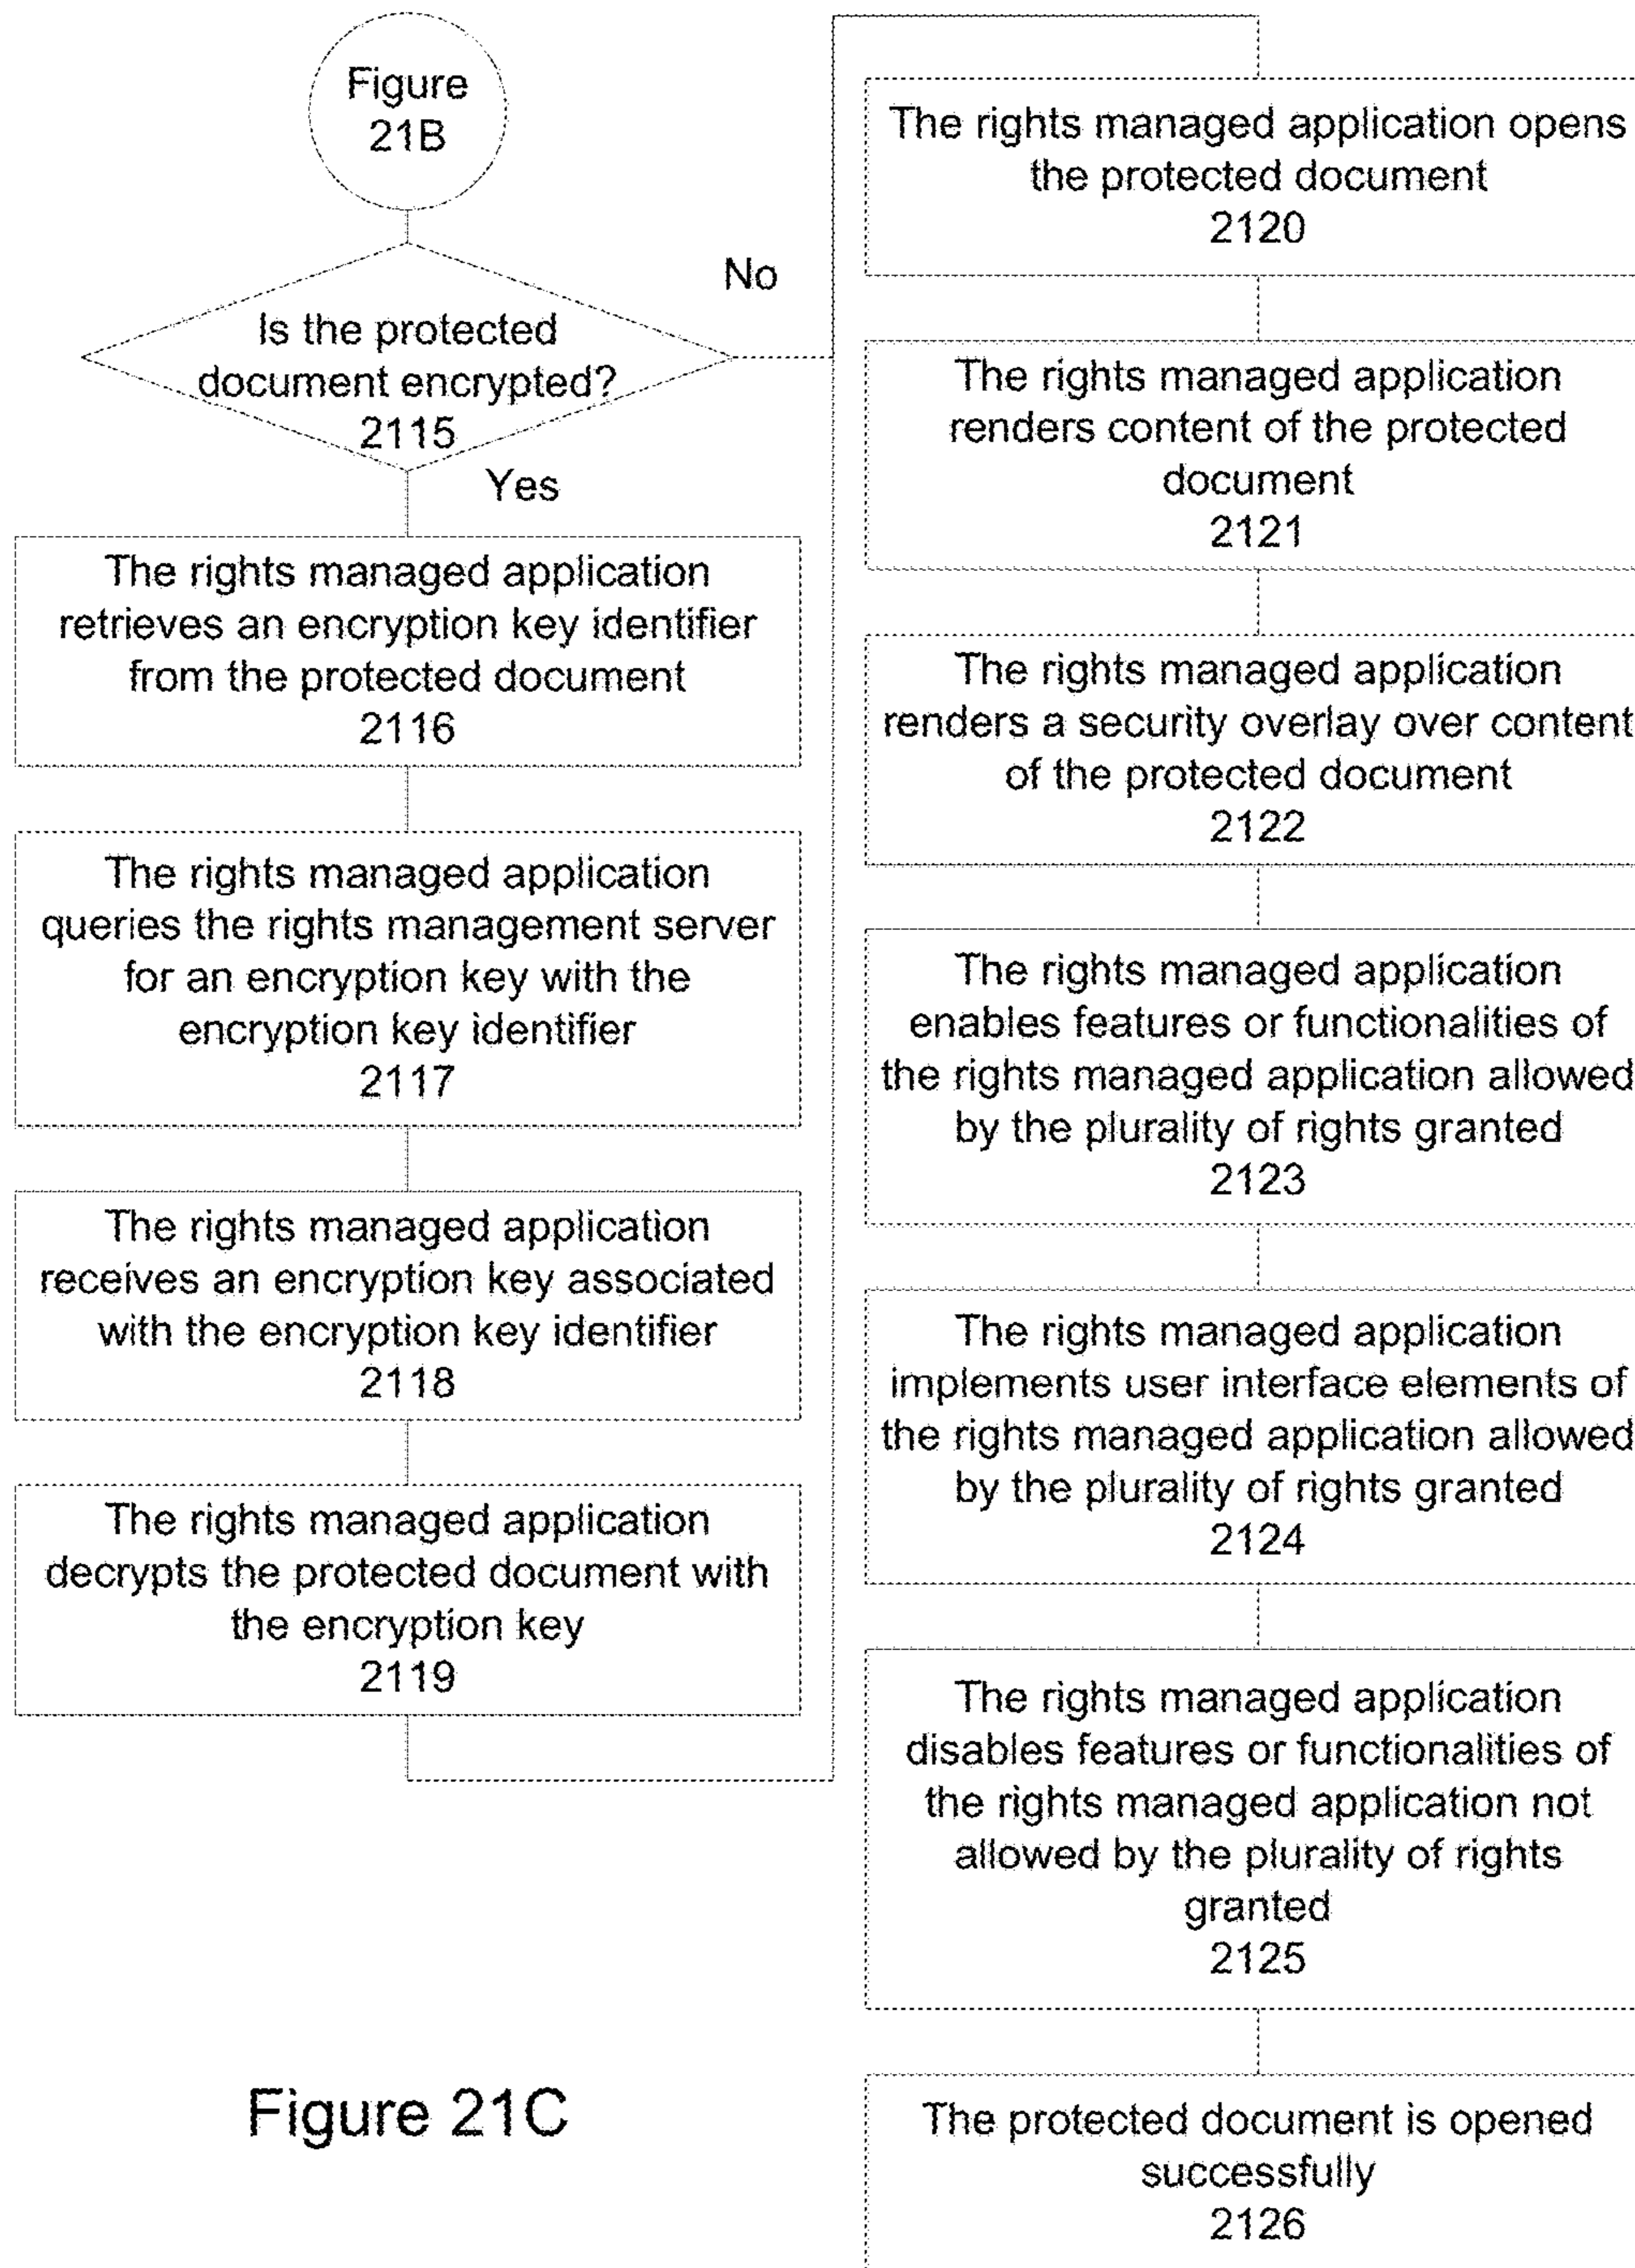 Figure
21B
Is the protected
document encrypted?
2115
No
Yes
The rights managed application
retrieves an encryption key identifier
from the protected document
2116
The rights managed application
queries the rights management server
for an encryption key with the
encryption key identifier
2117
The rights managed application
receives an encryption key associated
with the encryption key identifier
2118
The rights managed application
decrypts the protected document with
the encryption key
2119
The rights managed application opens
the protected document
2120
The rights managed application
renders content of the protected
document
2121
The rights managed application
renders a security overlay over content
of the protected document
2122
The rights managed application
enables features or functionalities of
the rights managed application allowed
by the plurality of rights granted
2123
The rights managed application
implements user interface elements of
the rights managed application allowed
by the plurality of rights granted
2124
The rights managed application
disables features or functionalities of
the rights managed application not
allowed by the plurality of rights
granted
2125
The protected document is opened
successfully
2126
Figure 21C